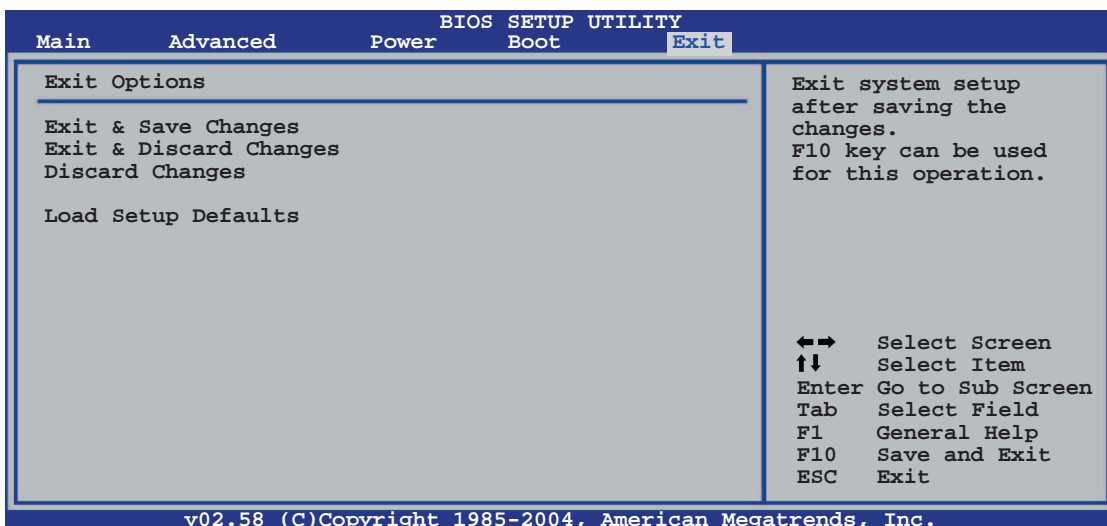 BIOS SETUP UTILITY
Main Advanced Power Boot Exit
Exit Options
Exit & Save Changes
Exit & Discard Changes
Discard Changes
Load Setup Defaults
Exit system setup
after saving the
changes.
F10 key can be used
for this operation.
←→ Select Screen
↑↓ Select Item
Enter Go to Sub Screen
Tab Select Field
F1 General Help
F10 Save and Exit
ESC Exit
v02.58 (C)Copyright 1985-2004, American Megatrends, Inc.